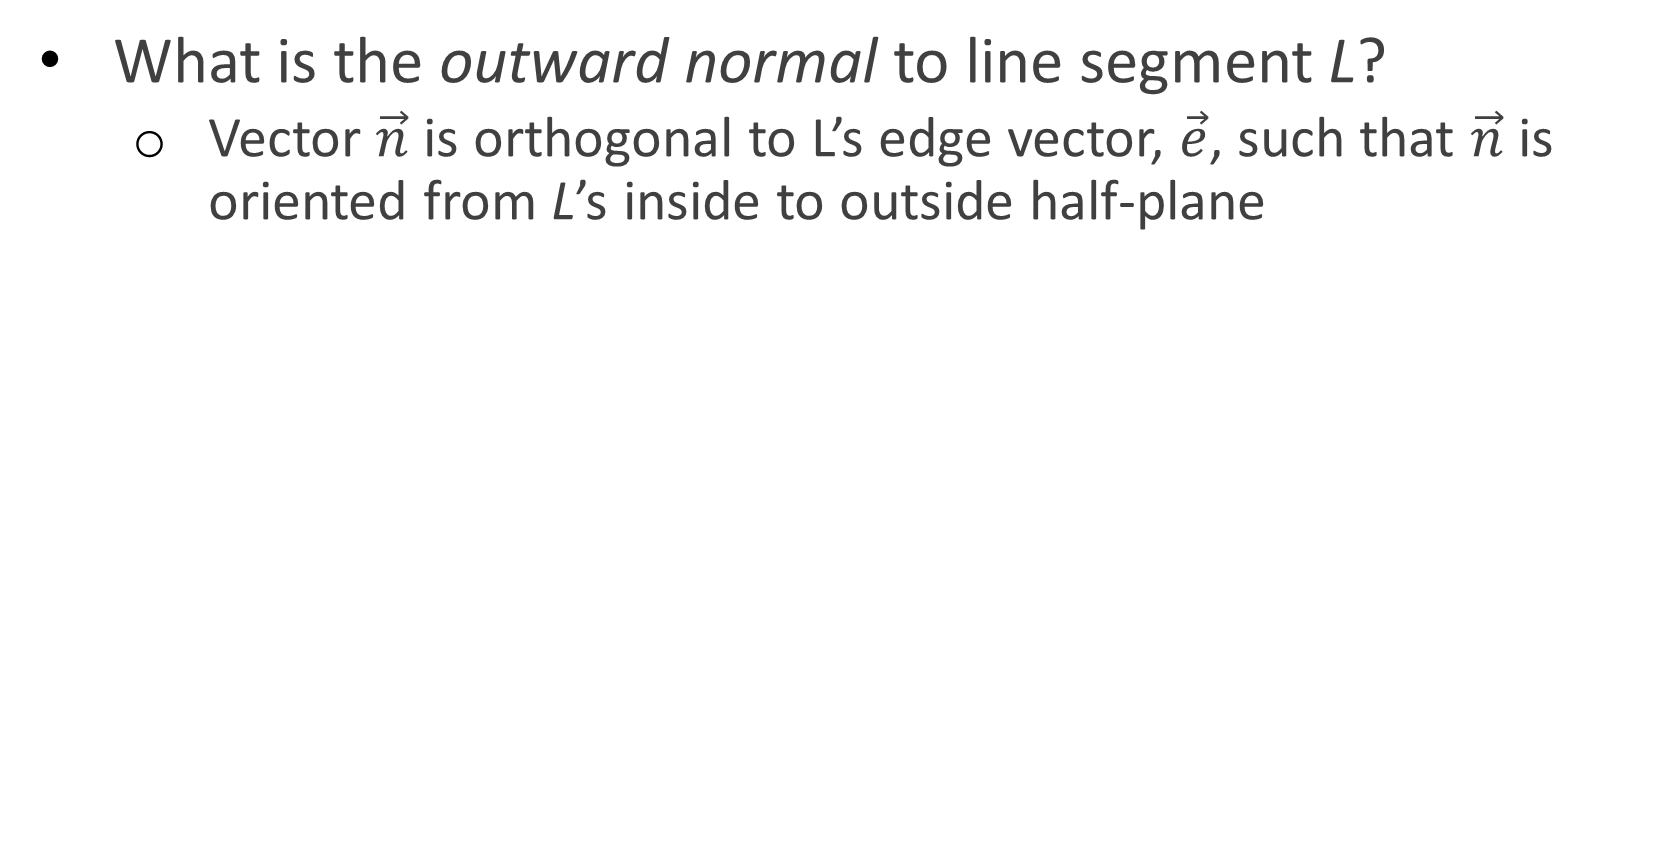 • What is the outward normal to line segment L?
○ Vector n⃗ is orthogonal to L’s edge vector, e⃗, such that n⃗ is
oriented from L’s inside to outside half-plane